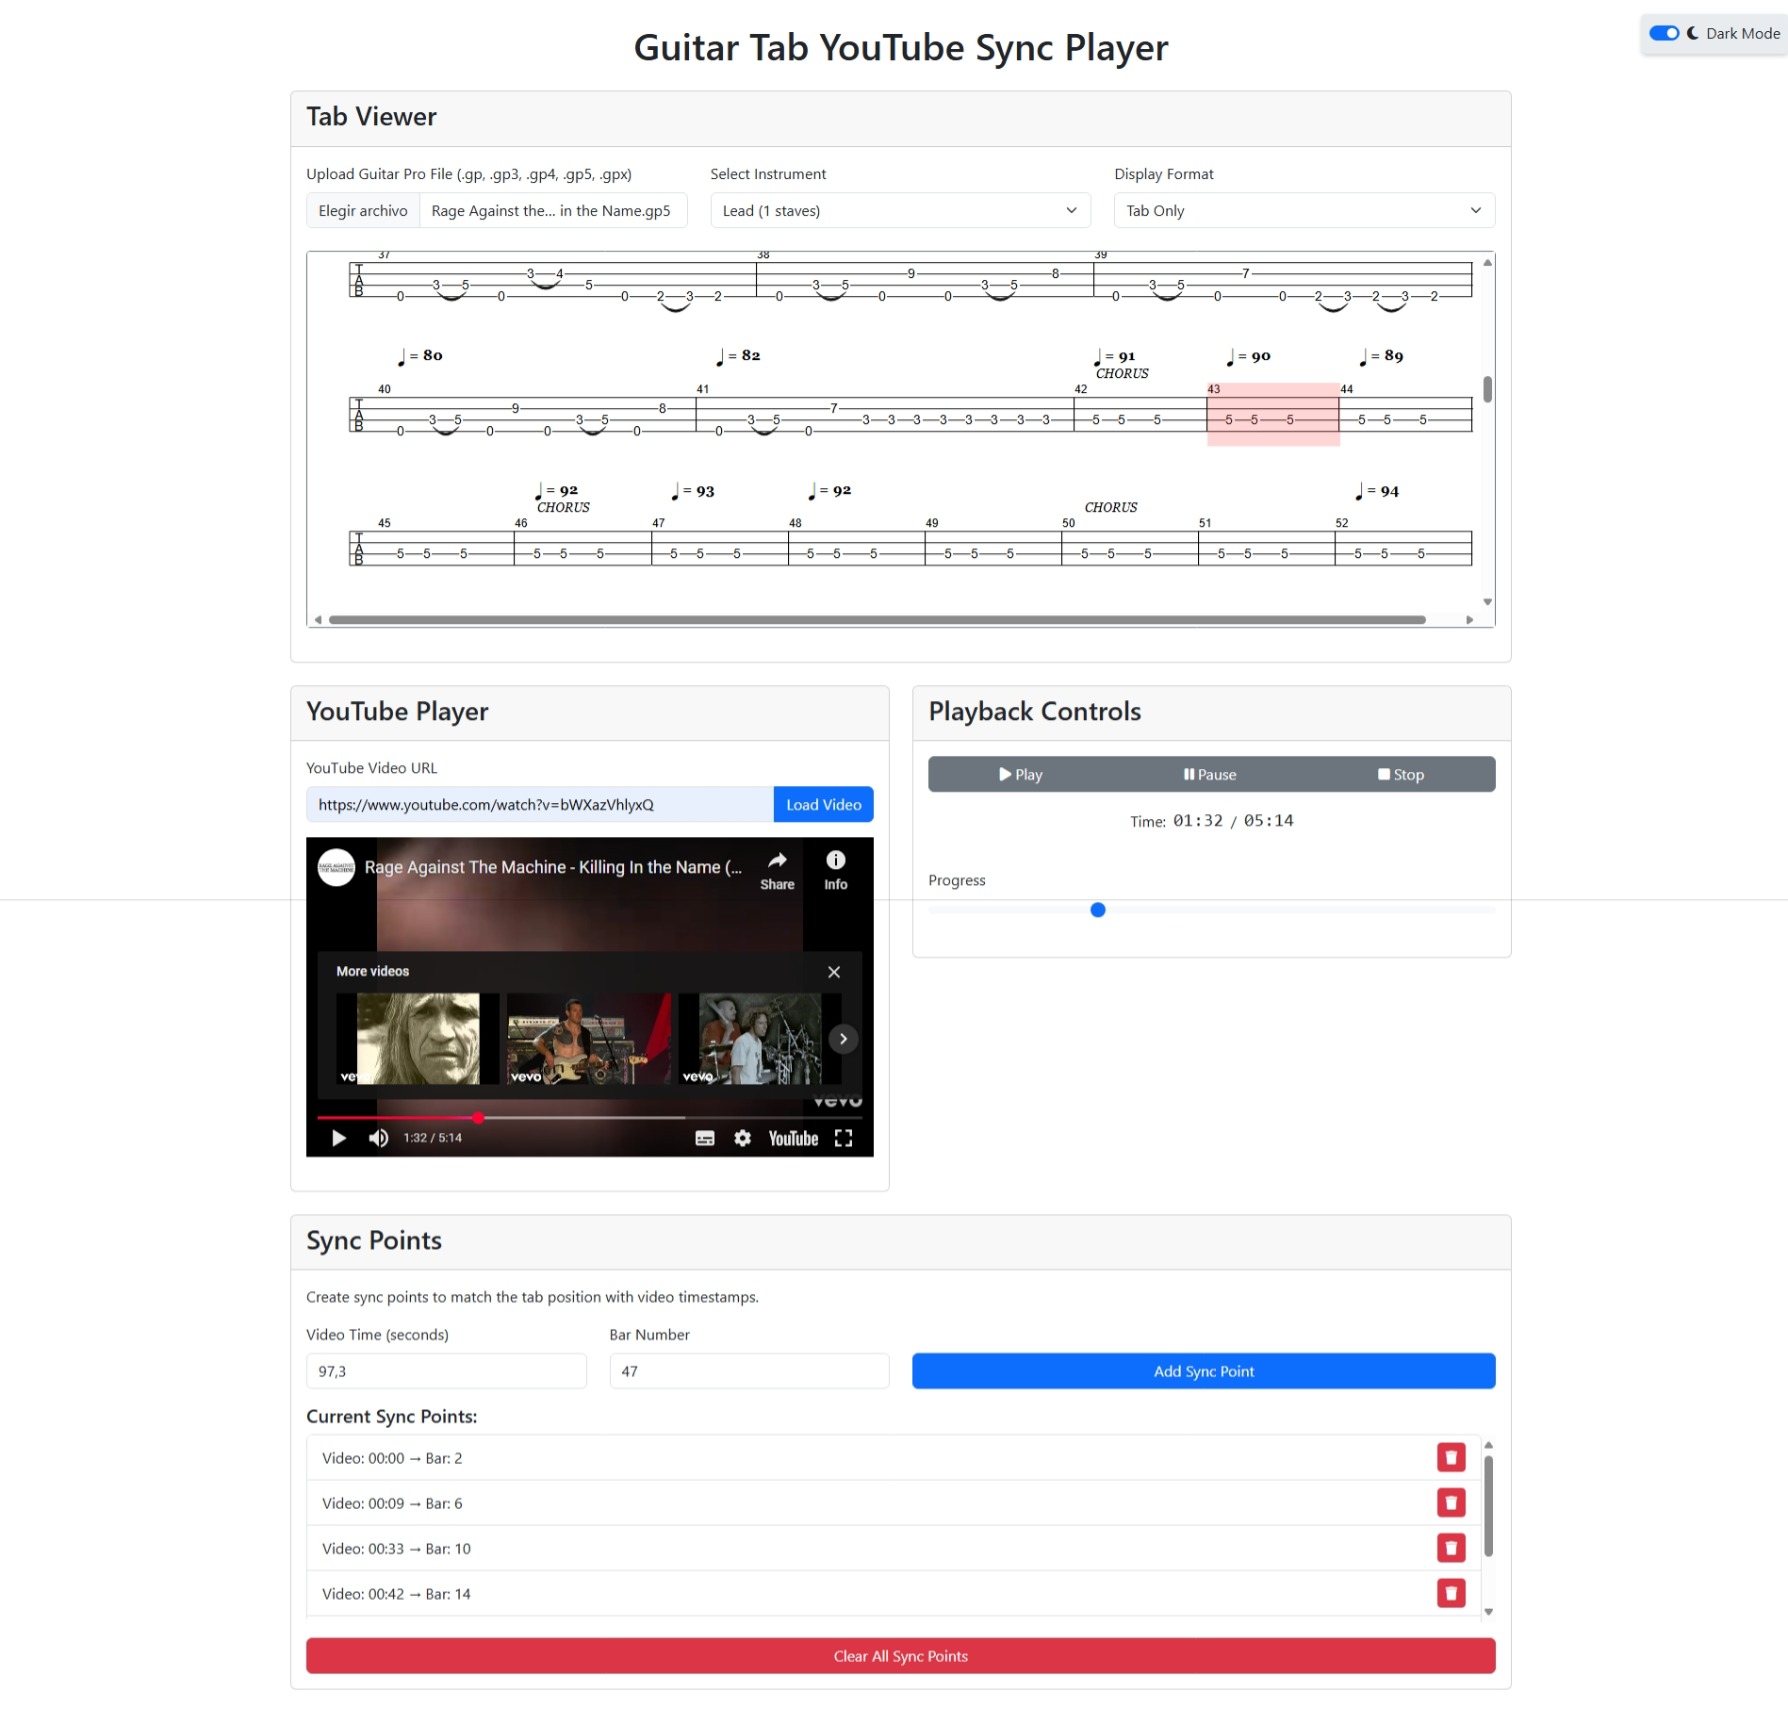 Guitar Tab YouTube Sync Player
Dark Mode
Tab Viewer
Upload Guitar Pro File (.gp, .gp3, .gp4, .gp5, .gpx)
Select Instrument
Display Format
Elegir archivo Rage Against the... in the Name.gp5
Lead (1 staves)
Tab Only
37 38 39
TAB
0 3 5 0 3 4 5 0 2 3 2 0 3 5 0 9 0 3 5 8 0 3 5 0 7 0 2 3 2 3 2
♩ = 80 ♩ = 82 ♩ = 91 ♩ = 90 ♩ = 89
CHORUS
40 41 42 43 44
TAB
0 3 5 0 9 0 3 5 0 8 0 3 5 0 7 3 3 3 3 3 3 3 3 5 5 5 5 5 5 5 5 5
♩ = 92 ♩ = 93 ♩ = 92 ♩ = 94
CHORUS CHORUS
45 46 47 48 49 50 51 52
TAB
5 5 5 5 5 5 5 5 5 5 5 5 5 5 5 5 5 5 5 5 5 5 5 5
YouTube Player
YouTube Video URL
https://www.youtube.com/watch?v=bWXazVhlyxQ
Load Video
RAGE AGAINST
THE MACHINE
Rage Against The Machine - Killing In the Name (...
Share
Info
More videos
vevo
vevo
vevo
vevo
1:32 / 5:14
YouTube
Playback Controls
Play
Pause
Stop
Time: 01:32 / 05:14
Progress
Sync Points
Create sync points to match the tab position with video timestamps.
Video Time (seconds)
Bar Number
97,3
47
Add Sync Point
Current Sync Points:
Video: 00:00 → Bar: 2
Video: 00:09 → Bar: 6
Video: 00:33 → Bar: 10
Video: 00:42 → Bar: 14
Clear All Sync Points